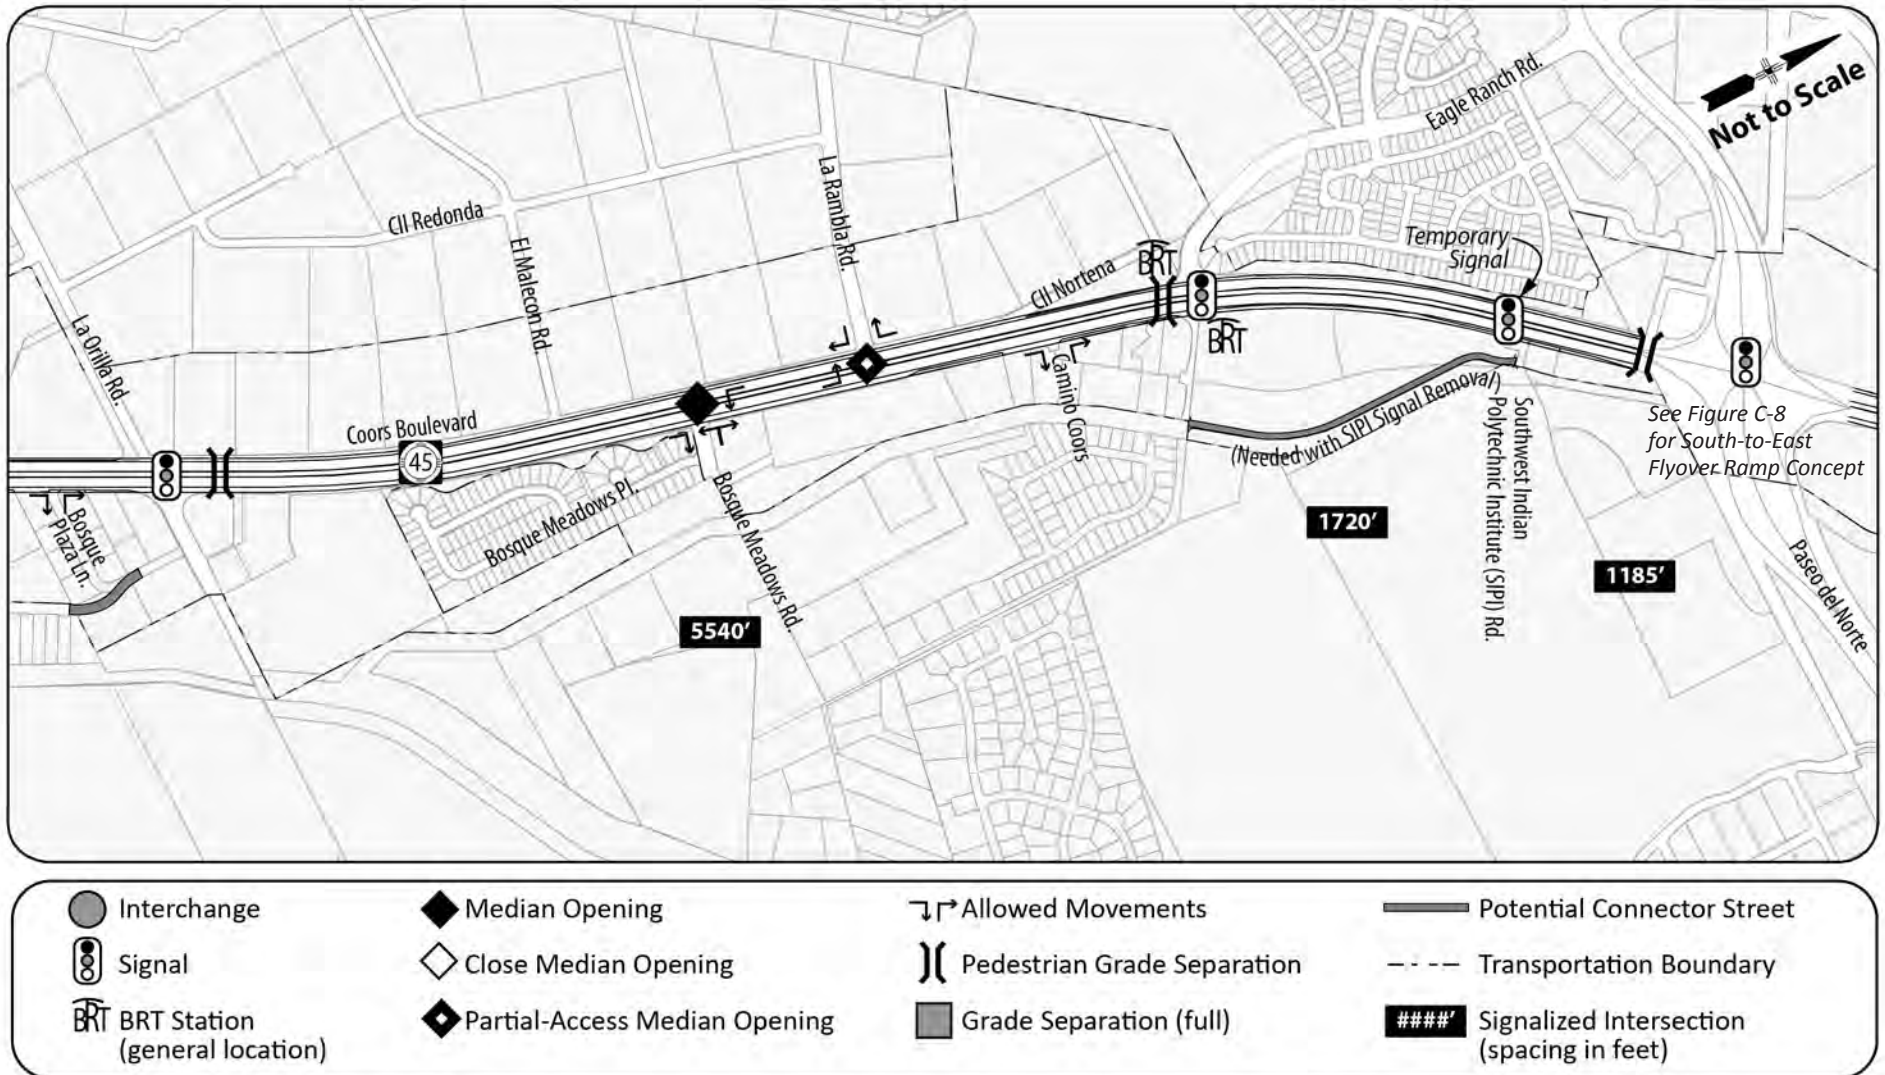 Eagle Ranch Rd.
Not to Scale
La Rambla Rd.
Cll Redonda
El Malecon Rd.
Temporary
Signal
BRT
Cll Nortena
BRT
La Orilla Rd.
Coors Boulevard
45
Camino Coors
(Needed with SIPI Signal Removal)
Southwest Indian
Polytechnic Institute (SIPI) Rd.
See Figure C-8
for South-to-East
Flyover Ramp Concept
Bosque
Plaza Ln.
Bosque Meadows Pl.
Bosque Meadows Rd.
1720’
1185’
5540’
Paseo del Norte
Interchange
Signal
BRT BRT Station
(general location)
Median Opening
Close Median Opening
Partial-Access Median Opening
Allowed Movements
Pedestrian Grade Separation
Grade Separation (full)
Potential Connector Street
Transportation Boundary
####’ Signalized Intersection
(spacing in feet)